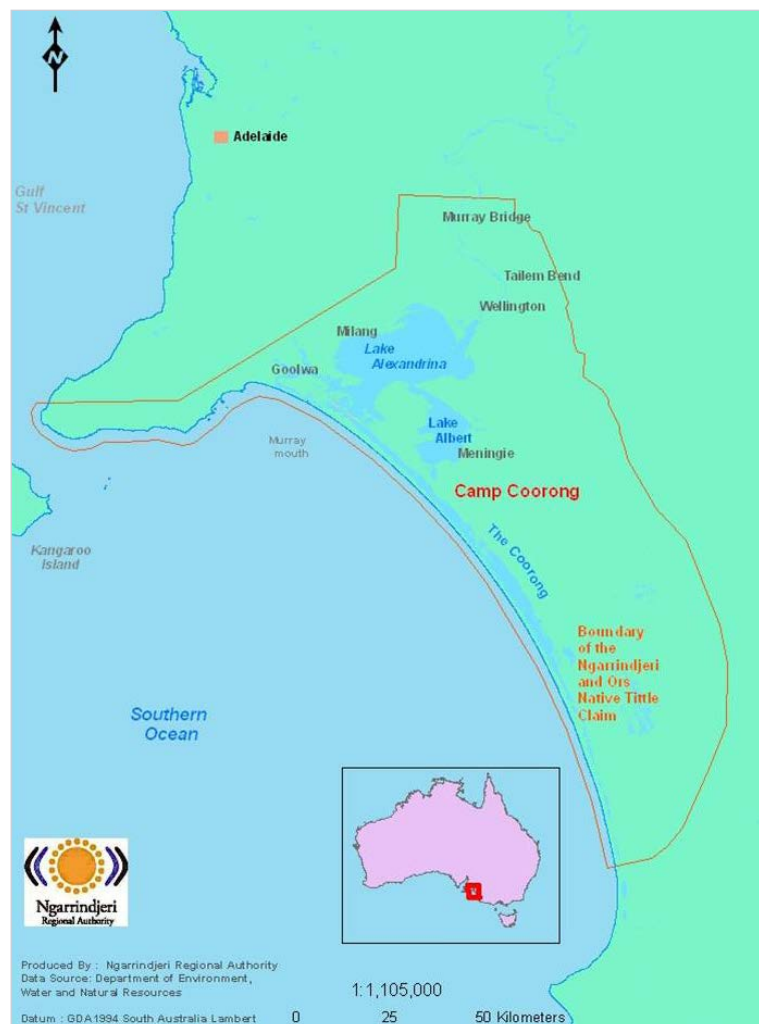 N
Adelaide
Gulf
St Vincent
Murray Bridge
Tailem Bend
Wellington
Milang
Lake
Alexandrina
Goolwa
Lake
Albert
Murray
mouth
Meningie
Camp Coorong
The Coorong
Kangaroo
Island
Boundary
of the
Ngarrindjeri
and Ors
Native Tittle
Claim
Southern
Ocean
Ngarrindjeri
Regional Authority
Produced By : Ngarrindjeri Regional Authority
Data Source: Department of Environment,
Water and Natural Resources
1:1,105,000
Datum : GDA1994 South Australia Lambert
0 25 50 Kilometers